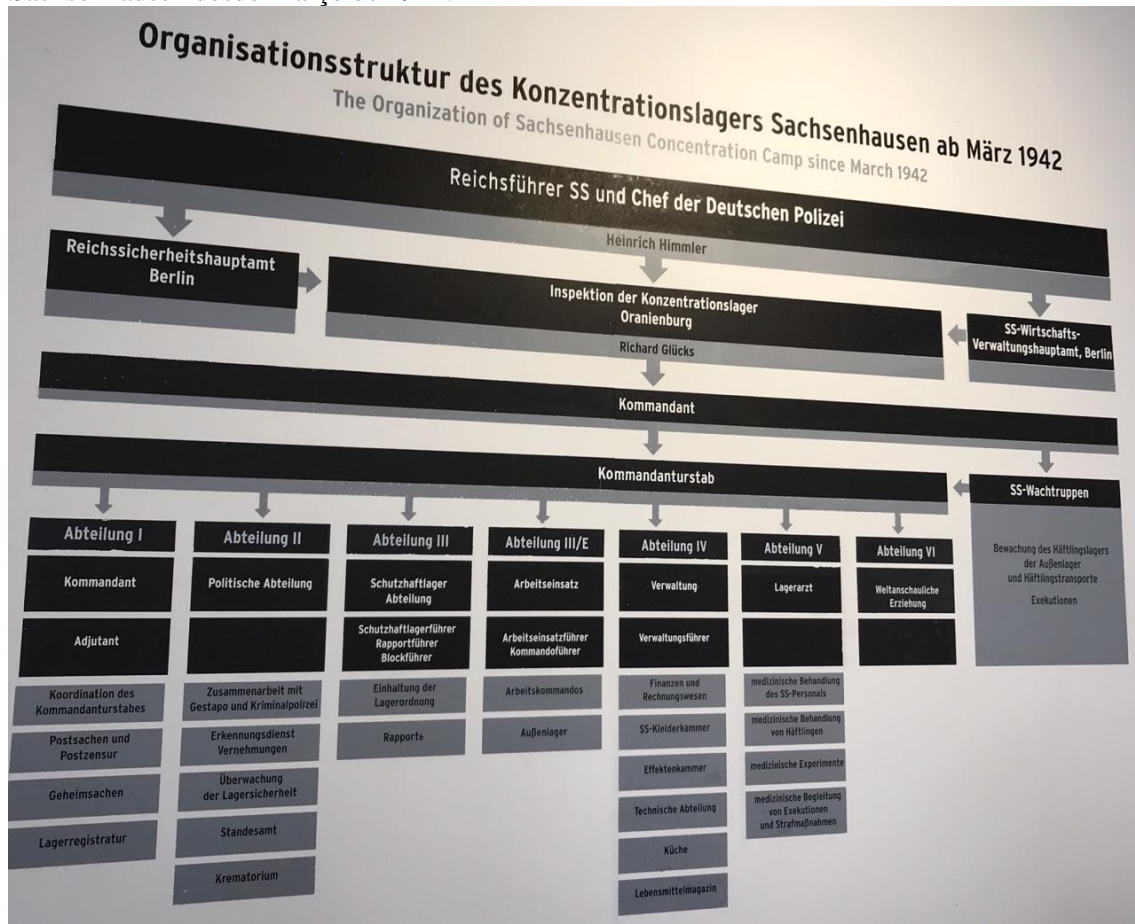 Organisationsstruktur des Konzentrationslagers Sachsenhausen ab März 1942
The Organization of Sachsenhausen Concentration Camp since March 1942
Reichsführer SS und Chef der Deutschen Polizei
Heinrich Himmler
Reichssicherheitshauptamt
Berlin
Inspektion der Konzentrationslager
Oranienburg
Richard Glücks
SS-Wirtschafts-
Verwaltungshauptamt, Berlin
Kommandant
Kommandanturstab
SS-Wachtruppen
Bewachung des Häftlingslagers
der Außenlager
und Häftlingstransporte
Exekutionen
Abteilung I
Kommandant
Adjutant
Koordination des
Kommandanturstabes
Postsachen und
Postzensur
Geheimsachen
Lagerregistratur
Abteilung II
Politische Abteilung
Zusammenarbeit mit
Gestapo und Kriminalpolizei
Erkennungsdienst
Vernehmungen
Überwachung
der Lagersicherheit
Standesamt
Krematorium
Abteilung III
Schutzhaftlager
Abteilung
Schutzhaftlagerführer
Rapportführer
Blockführer
Einhaltung der
Lagerordnung
Rapporte
Abteilung III/E
Arbeitseinsatz
Arbeitseinsatzführer
Kommandoführer
Arbeitskommandos
Außenlager
Abteilung IV
Verwaltung
Verwaltungsführer
Finanzen und
Rechnungswesen
SS-Kleiderkammer
Effektenkammer
Technische Abteilung
Küche
Lebensmittelmagazin
Abteilung V
Lagerarzt
medizinische Behandlung
des SS-Personals
medizinische Behandlung
von Häftlingen
medizinische Experimente
medizinische Begleitung
von Exekutionen
und Strafmaßnahmen
Abteilung VI
Weltanschauliche
Erziehung